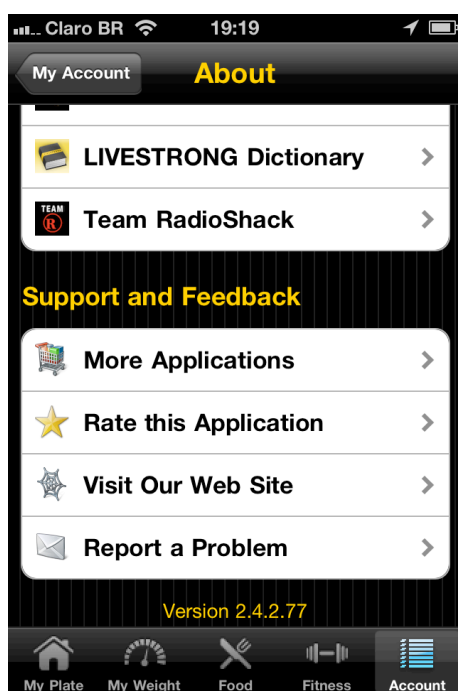 Claro BR 19:19
My Account About
LIVESTRONG Dictionary
TEAM
R
Team RadioShack
Support and Feedback
More Applications
Rate this Application
Visit Our Web Site
Report a Problem
Version 2.4.2.77
My Plate My Weight Food Fitness Account